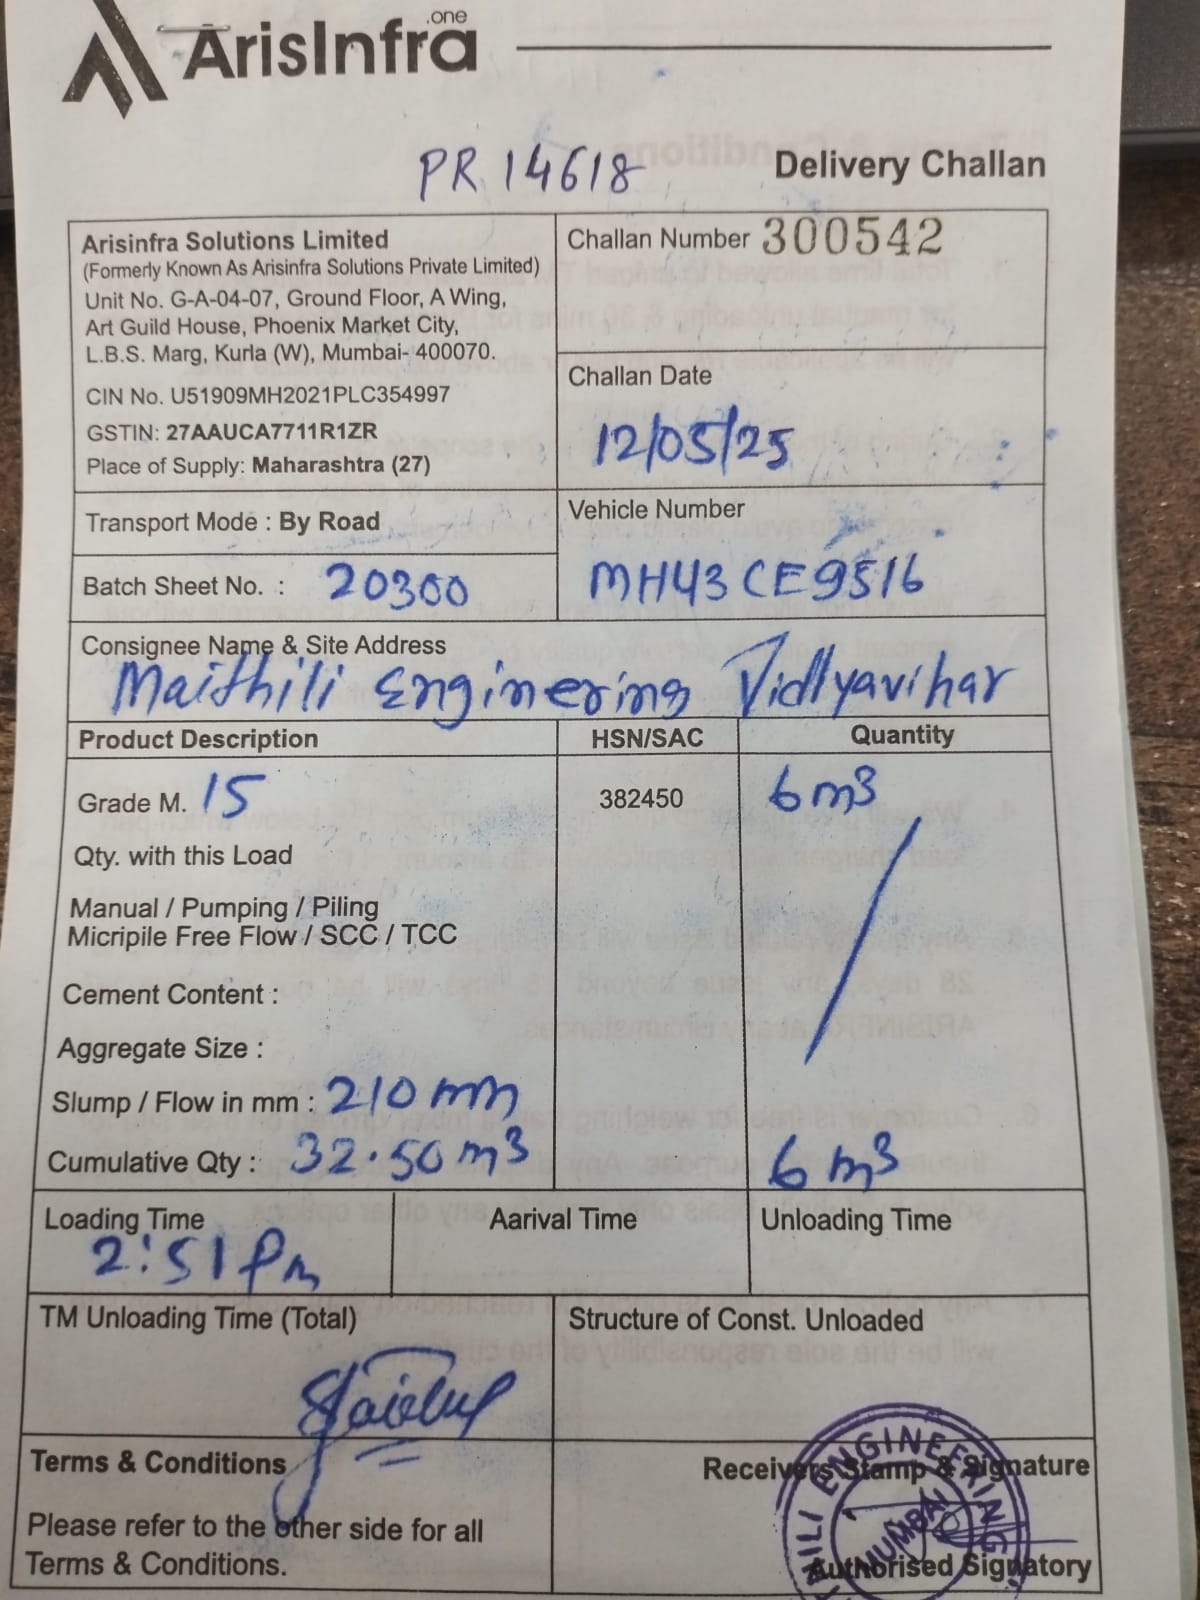 .one
ArisInfra
PR 14618
Delivery Challan
Arisinfra Solutions Limited
(Formerly Known As Arisinfra Solutions Private Limited)
Unit No. G-A-04-07, Ground Floor, A Wing,
Art Guild House, Phoenix Market City,
L.B.S. Marg, Kurla (W), Mumbai- 400070.
CIN No. U51909MH2021PLC354997
GSTIN: 27AAUCA7711R1ZR
Place of Supply: Maharashtra (27)
Challan Number 300542
Challan Date
12/05/25
Transport Mode : By Road
Vehicle Number
MH43 CE9516
Batch Sheet No. : 20300
Consignee Name & Site Address
Maithili Enginering Vidhyavihar
Product Description HSN/SAC Quantity
Grade M. 15 382450 6 m3
Qty. with this Load
Manual / Pumping / Piling
Micripile Free Flow / SCC / TCC
Cement Content :
Aggregate Size :
Slump / Flow in mm : 210 mm
Cumulative Qty : 32.50 m3 6 m3
Loading Time Aarival Time Unloading Time
2:51 Pm
TM Unloading Time (Total) Structure of Const. Unloaded
Terms & Conditions
Please refer to the other side for all
Terms & Conditions.
Receivers Stamp & Signature
ENGINEERING
MUMBAI
Authorised Signatory